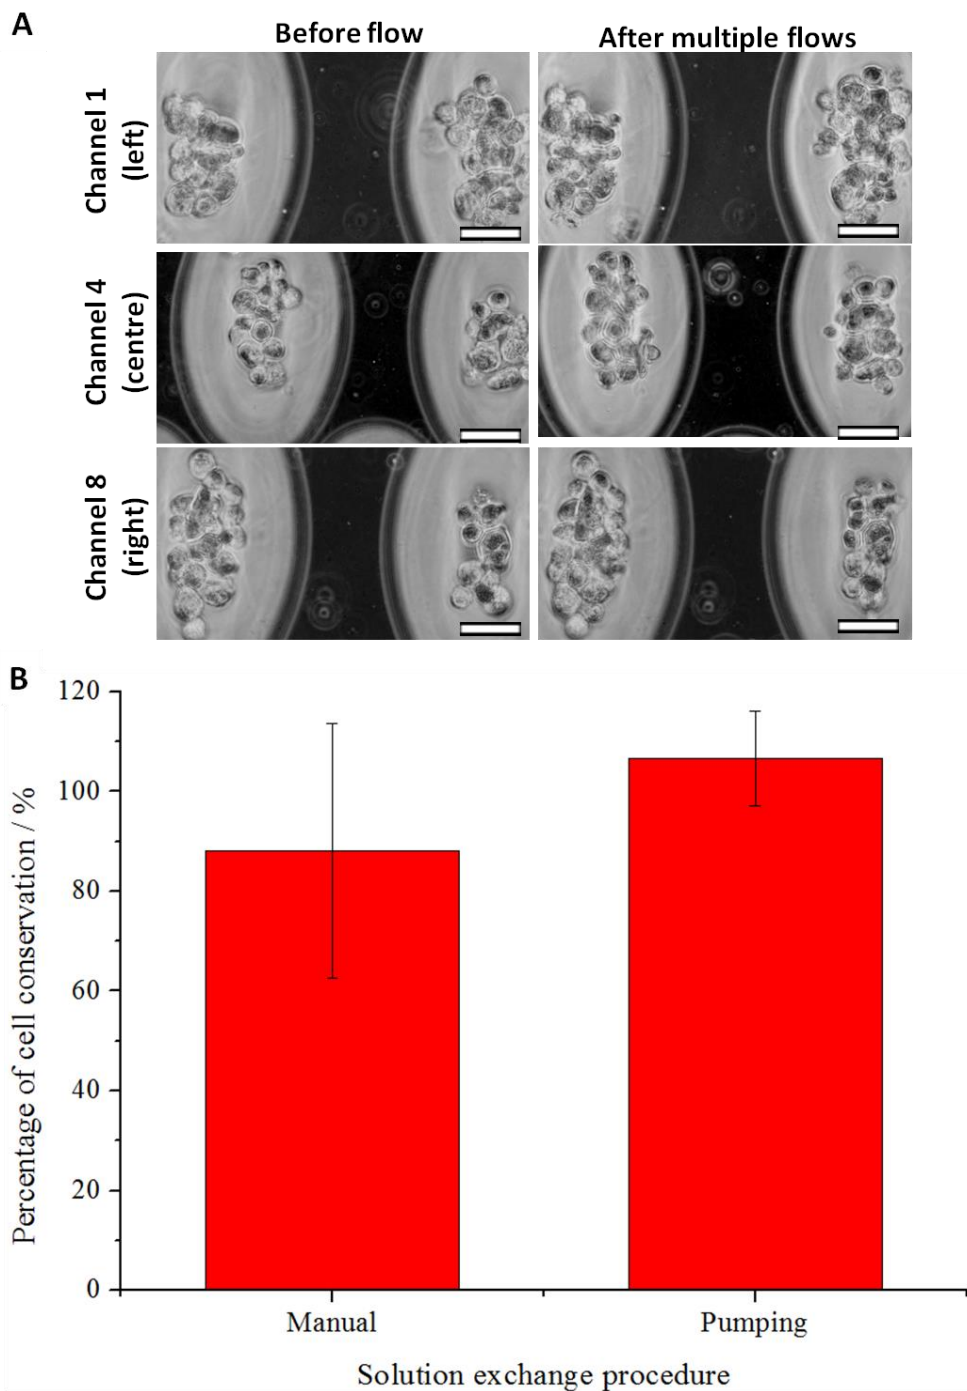 A
Before flow
After multiple flows
Channel 1
(left)
Channel 4
(centre)
Channel 8
(right)
B
120
100
80
60
40
20
0
Percentage of cell conservation / %
Manual
Pumping
Solution exchange procedure